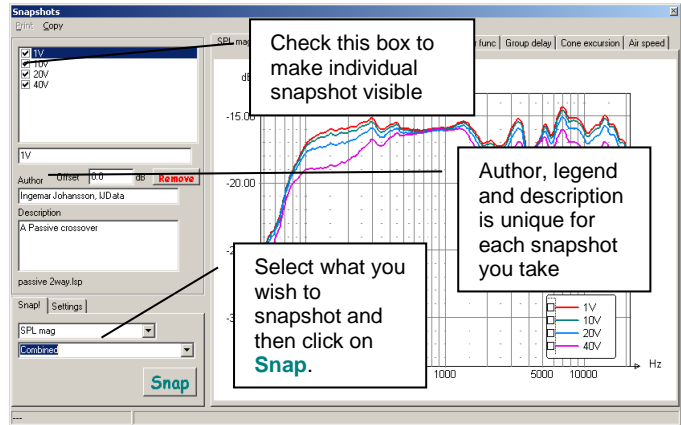 Snapshots
Print Copy
SPL mag
func
Group delay
Cone excursion
Air speed
1V
10V
20V
40V
1V
Author Offset 0.0 dB Remove
Ingemar Johansson, IJData
Description
A Passive crossover
passive 2way.lsp
Snap! Settings
SPL mag
Combined
Snap
---
Check this box to
make individual
snapshot visible
Author, legend
and description
is unique for
each snapshot
you take
Select what you
wish to
snapshot and
then click on
Snap.
-15.00
-20.00
1V
10V
20V
40V
1000
5000
10000
Hz